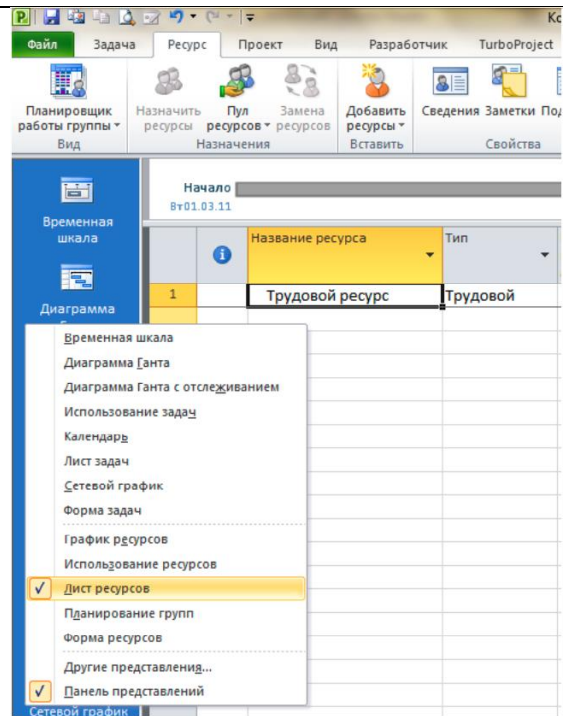 Ко
Файл Задача Ресурс Проект Вид Разработчик TurboProject
Планировщик работы группы
Назначить ресурсы
Пул ресурсов
Замена ресурсов
Добавить ресурсы
Сведения Заметки Под
Вид Назначения Вставить Свойства
Начало
Вт01.03.11
Временная шкала
Название ресурса Тип
1 Трудовой ресурс Трудовой
Диаграмма
Временная шкала
Диаграмма Ганта
Диаграмма Ганта с отслеживанием
Использование задач
Календарь
Лист задач
Сетевой график
Форма задач
График ресурсов
Использование ресурсов
Лист ресурсов
Планирование групп
Форма ресурсов
Другие представления...
Панель представлений
Сетевой график